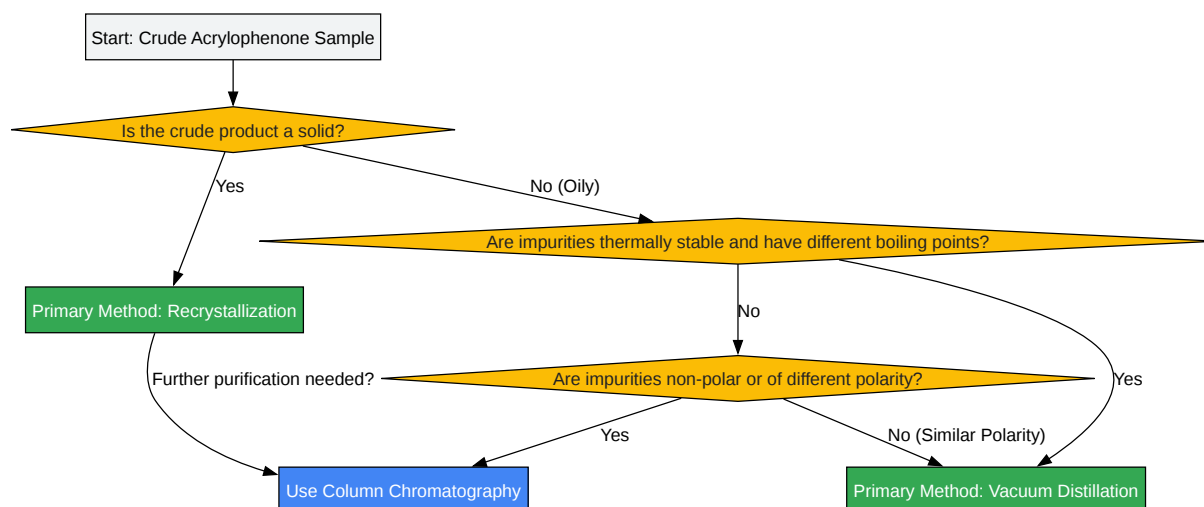 Start: Crude Acrylophenone Sample
Is the crude product a solid?
Yes
No (Oily)
Are impurities thermally stable and have different boiling points?
Primary Method: Recrystallization
No
Further purification needed?
Are impurities non-polar or of different polarity?
Yes
Yes
No (Similar Polarity)
Use Column Chromatography
Primary Method: Vacuum Distillation